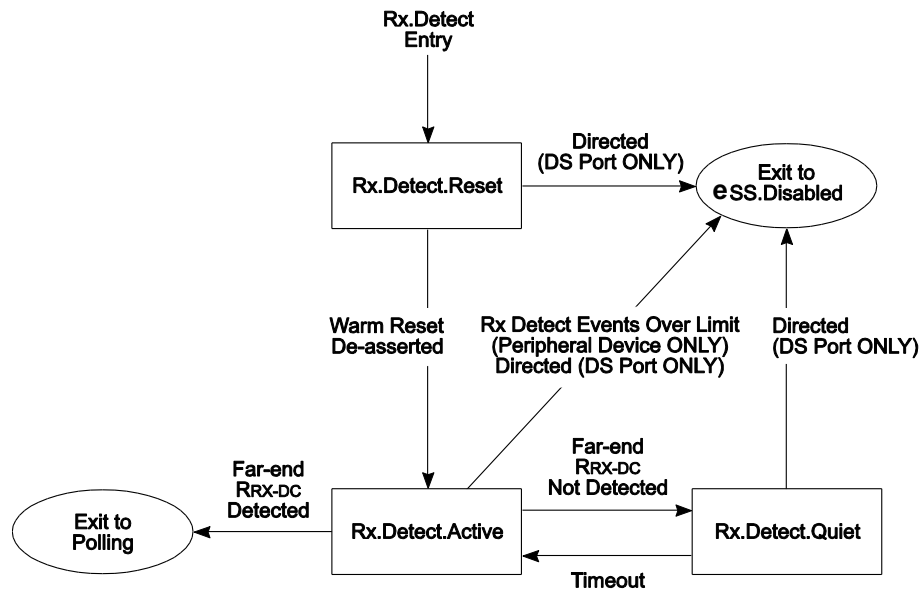 Rx.Detect
Entry
Directed
(DS Port ONLY)
Rx.Detect.Reset
Exit to
eSS.Disabled
Warm Reset
De-asserted
Rx Detect Events Over Limit
(Peripheral Device ONLY)
Directed (DS Port ONLY)
Directed
(DS Port ONLY)
Far-end
RRX-DC
Detected
Far-end
RRX-DC
Not Detected
Exit to
Polling
Rx.Detect.Active
Rx.Detect.Quiet
Timeout